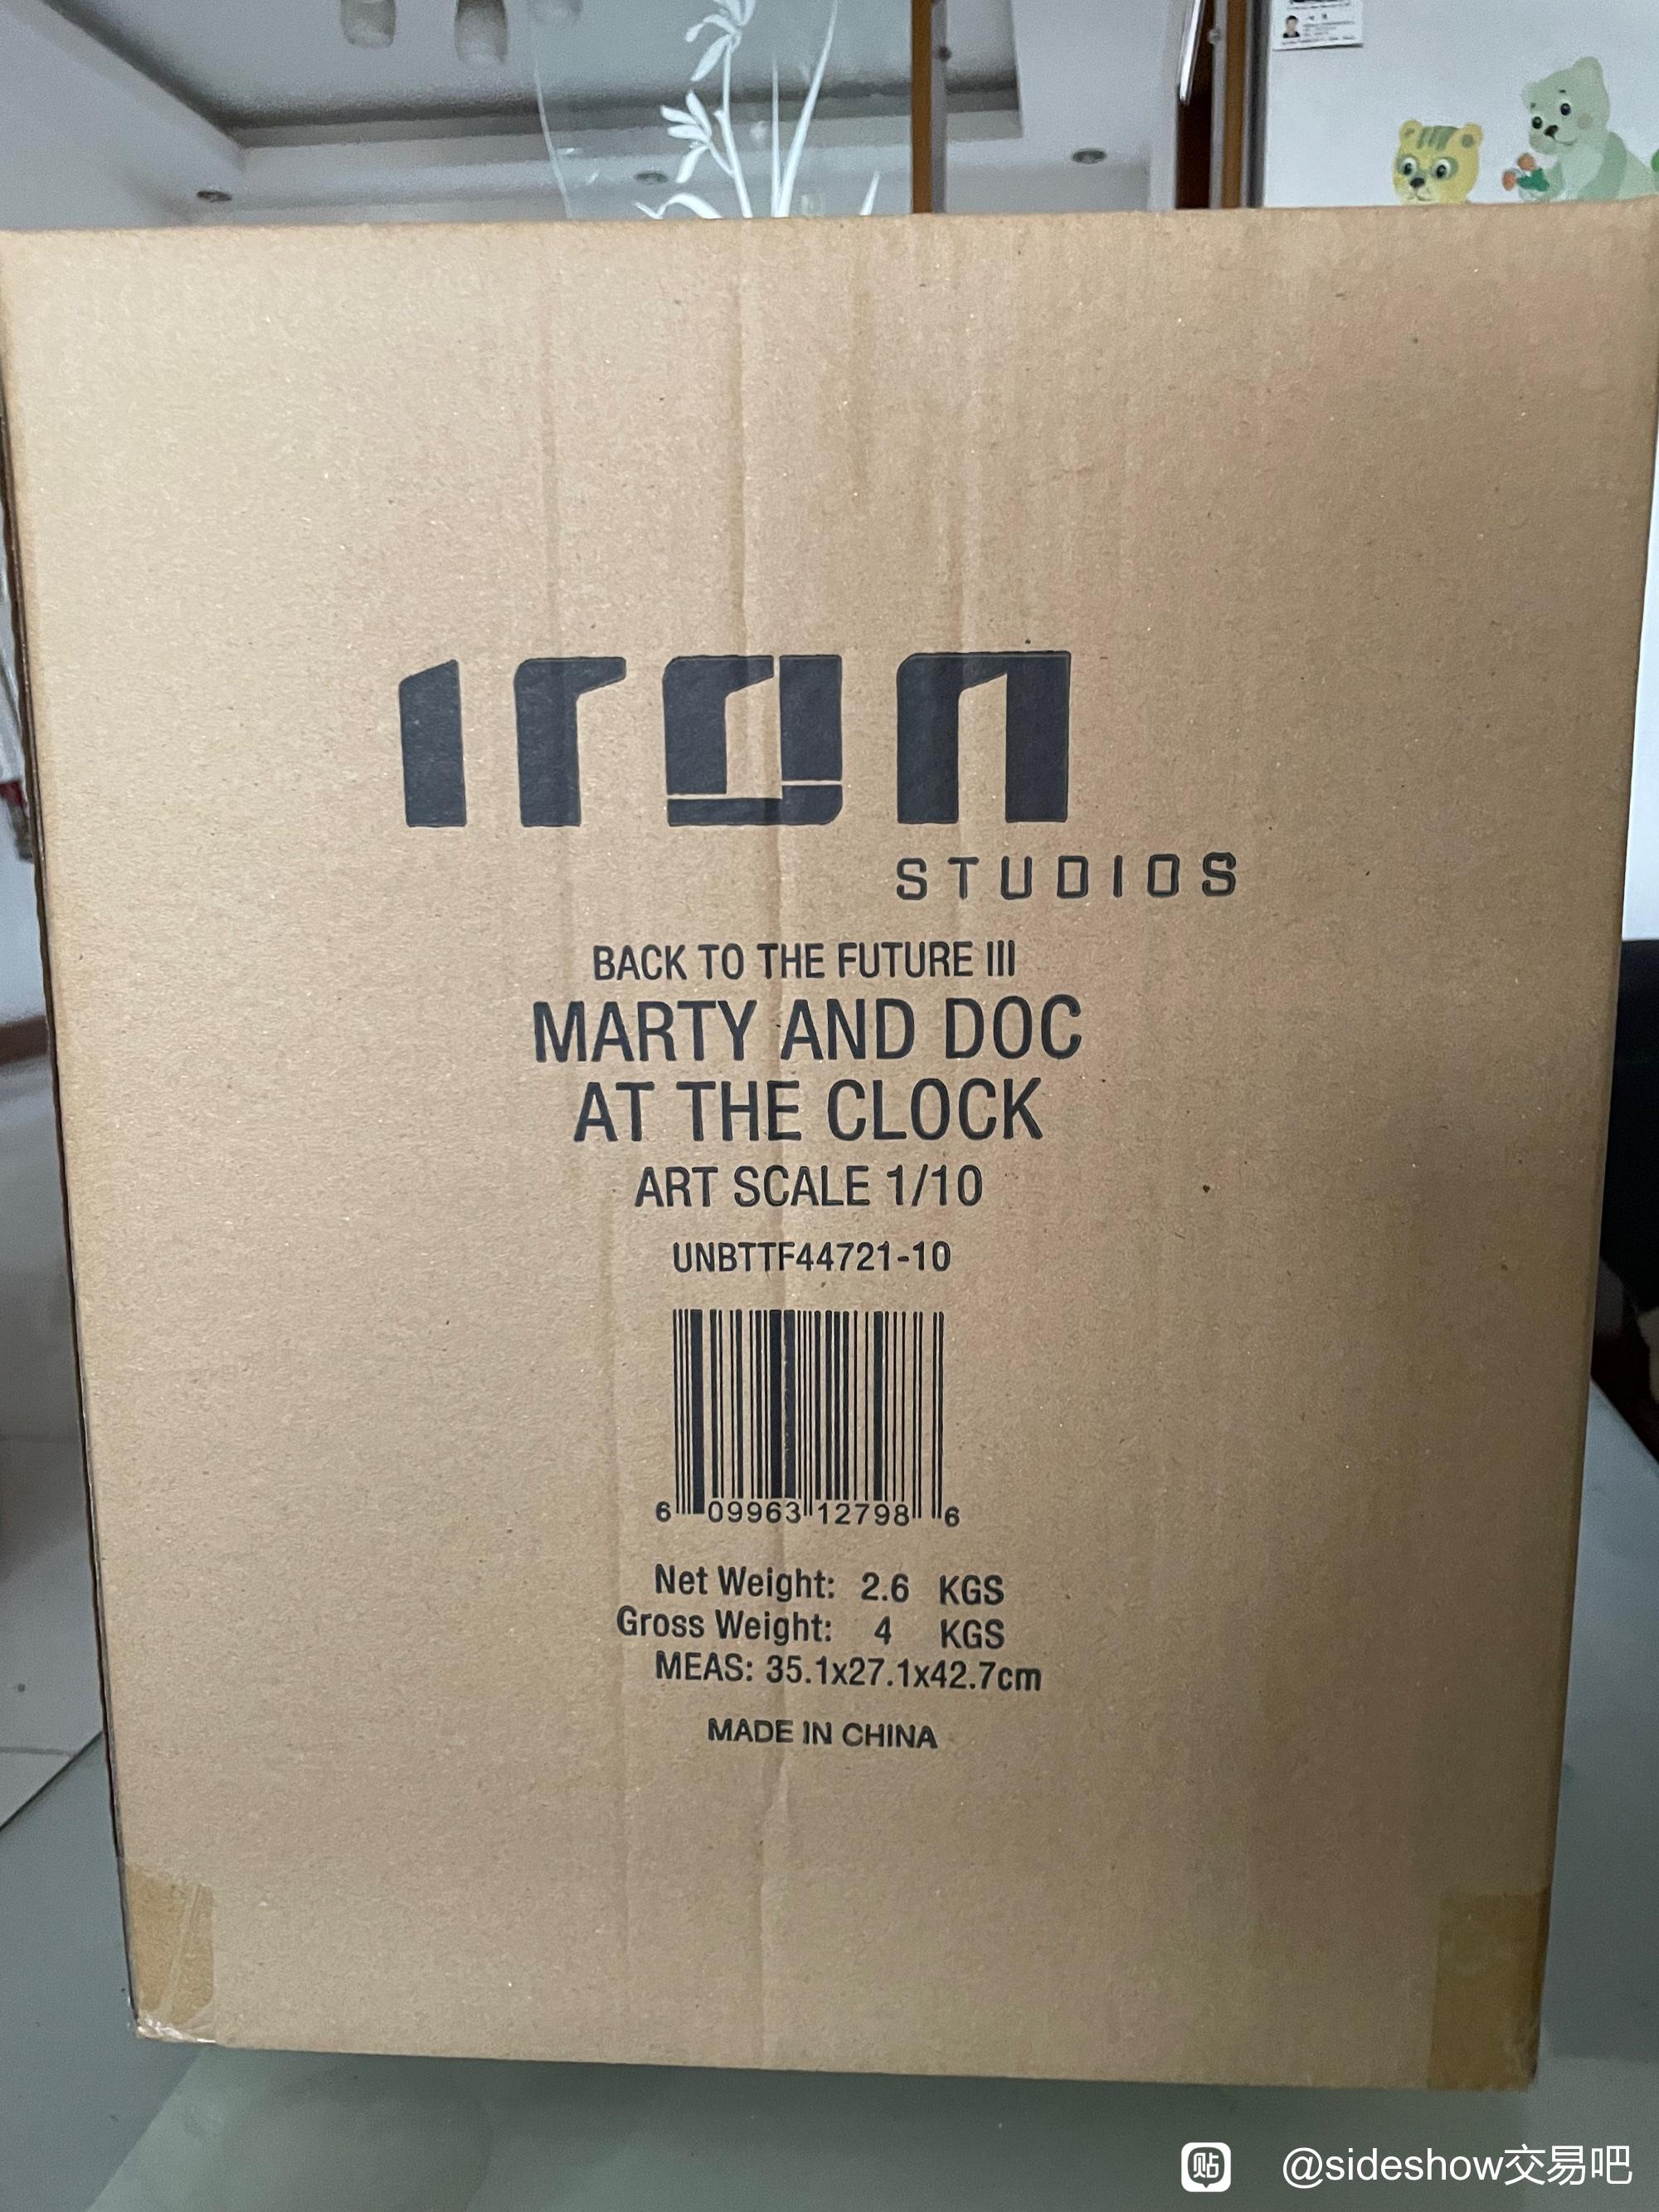 iron
STUDIOS
BACK TO THE FUTURE III
MARTY AND DOC
AT THE CLOCK
ART SCALE 1/10
UNBTTF44721-10
6 09963 12798 6
Net Weight: 2.6 KGS
Gross Weight: 4 KGS
MEAS: 35.1x27.1x42.7cm
MADE IN CHINA
贴 @sideshow交易吧